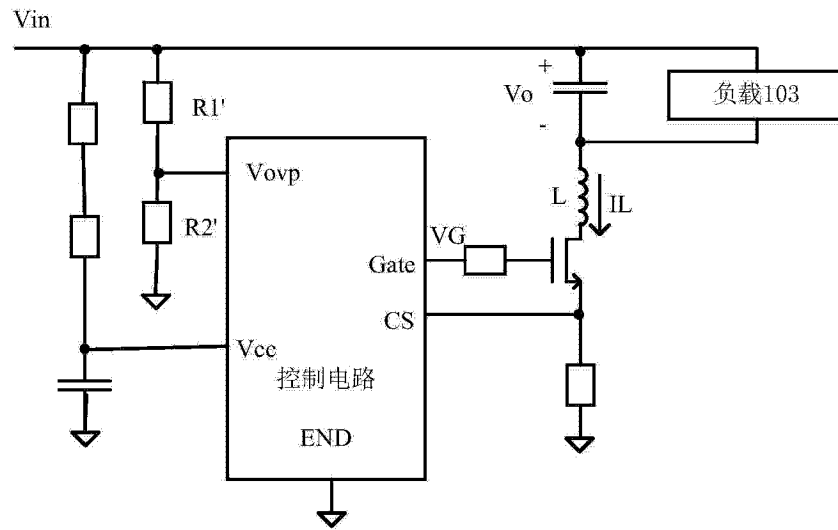 Vin
+
Vo
-
负载103
R1'
Vovp
R2'
L
IL
VG
Gate
CS
Vcc
控制电路
END